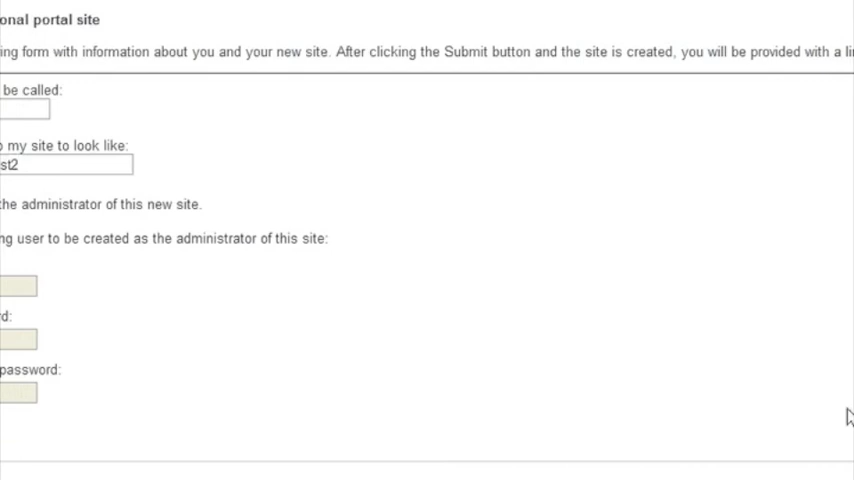 onal portal site
ing form with information about you and your new site. After clicking the Submit button and the site is created, you will be provided with a li
be called:
o my site to look like:
st2
the administrator of this new site.
ng user to be created as the administrator of this site:
rd:
password: